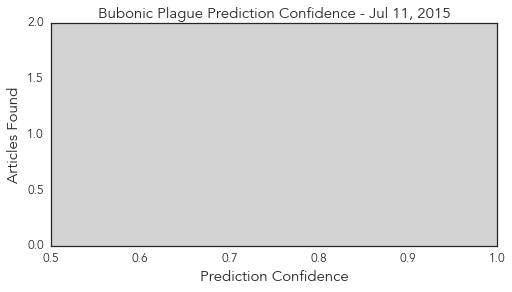 Bubonic Plague Prediction Confidence - Jul 11, 2015
2.0
1.5
1.0
0.5
0.0
Articles Found
0.5 0.6 0.7 0.8 0.9 1.0
Prediction Confidence